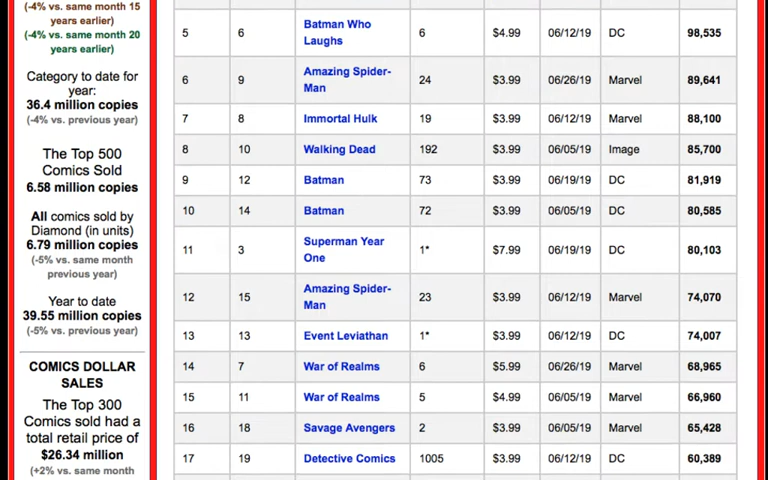 (-4% vs. same month 15
years earlier)
(-4% vs. same month 20
years earlier)
Category to date for
year:
36.4 million copies
(-4% vs. previous year)
The Top 500
Comics Sold
6.58 million copies
All comics sold by
Diamond (in units)
6.79 million copies
(-5% vs. same month
previous year)
Year to date
39.55 million copies
(-5% vs. previous year)
COMICS DOLLAR
SALES
The Top 300
Comics sold had a
total retail price of
$26.34 million
(+2% vs. same month
5 6 Batman Who Laughs 6 $4.99 06/12/19 DC 98,535
6 9 Amazing Spider-Man 24 $3.99 06/26/19 Marvel 89,641
7 8 Immortal Hulk 19 $3.99 06/12/19 Marvel 88,100
8 10 Walking Dead 192 $3.99 06/05/19 Image 85,700
9 12 Batman 73 $3.99 06/19/19 DC 81,919
10 14 Batman 72 $3.99 06/05/19 DC 80,585
11 3 Superman Year One 1* $7.99 06/19/19 DC 80,103
12 15 Amazing Spider-Man 23 $3.99 06/12/19 Marvel 74,070
13 13 Event Leviathan 1* $3.99 06/12/19 DC 74,007
14 7 War of Realms 6 $5.99 06/26/19 Marvel 68,965
15 11 War of Realms 5 $4.99 06/05/19 Marvel 66,960
16 18 Savage Avengers 2 $3.99 06/05/19 Marvel 65,428
17 19 Detective Comics 1005 $3.99 06/12/19 DC 60,389